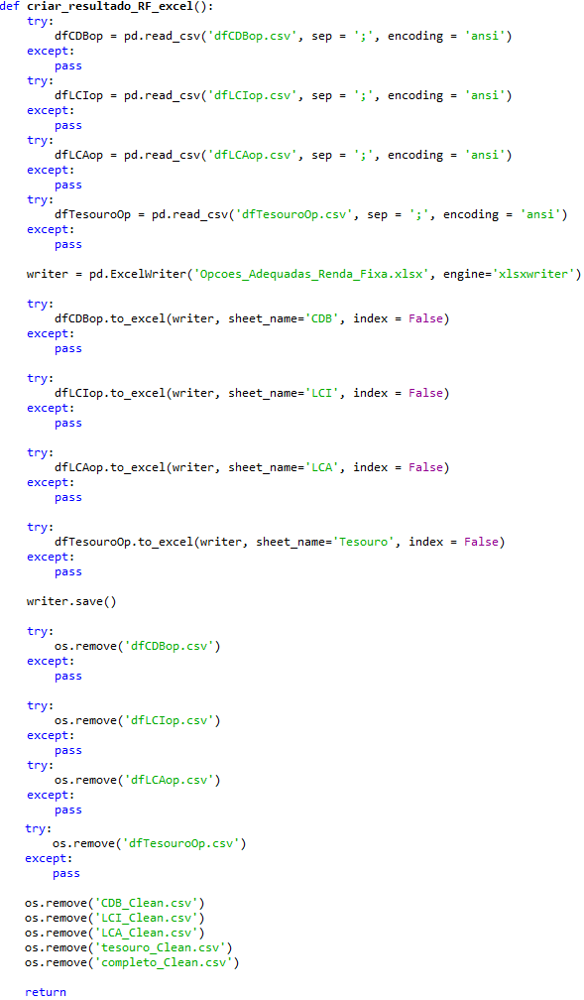 def criar_resultado_RF_excel():
    try:
        dfCDBop = pd.read_csv('dfCDBop.csv', sep = ';', encoding = 'ansi')
    except:
        pass
    try:
        dfLCIop = pd.read_csv('dfLCIop.csv', sep = ';', encoding = 'ansi')
    except:
        pass
    try:
        dfLCAop = pd.read_csv('dfLCAop.csv', sep = ';', encoding = 'ansi')
    except:
        pass
    try:
        dfTesouroOp = pd.read_csv('dfTesouroOp.csv', sep = ';', encoding = 'ansi')
    except:
        pass

    writer = pd.ExcelWriter('Opcoes_Adequadas_Renda_Fixa.xlsx', engine='xlsxwriter')

    try:
        dfCDBop.to_excel(writer, sheet_name='CDB', index = False)
    except:
        pass

    try:
        dfLCIop.to_excel(writer, sheet_name='LCI', index = False)
    except:
        pass

    try:
        dfLCAop.to_excel(writer, sheet_name='LCA', index = False)
    except:
        pass

    try:
        dfTesouroOp.to_excel(writer, sheet_name='Tesouro', index = False)
    except:
        pass

    writer.save()

    try:
        os.remove('dfCDBop.csv')
    except:
        pass

    try:
        os.remove('dfLCIop.csv')
    except:
        pass
    try:
        os.remove('dfLCAop.csv')
    except:
        pass
    try:
        os.remove('dfTesouroOp.csv')
    except:
        pass

    os.remove('CDB_Clean.csv')
    os.remove('LCI_Clean.csv')
    os.remove('LCA_Clean.csv')
    os.remove('tesouro_Clean.csv')
    os.remove('completo_Clean.csv')

    return